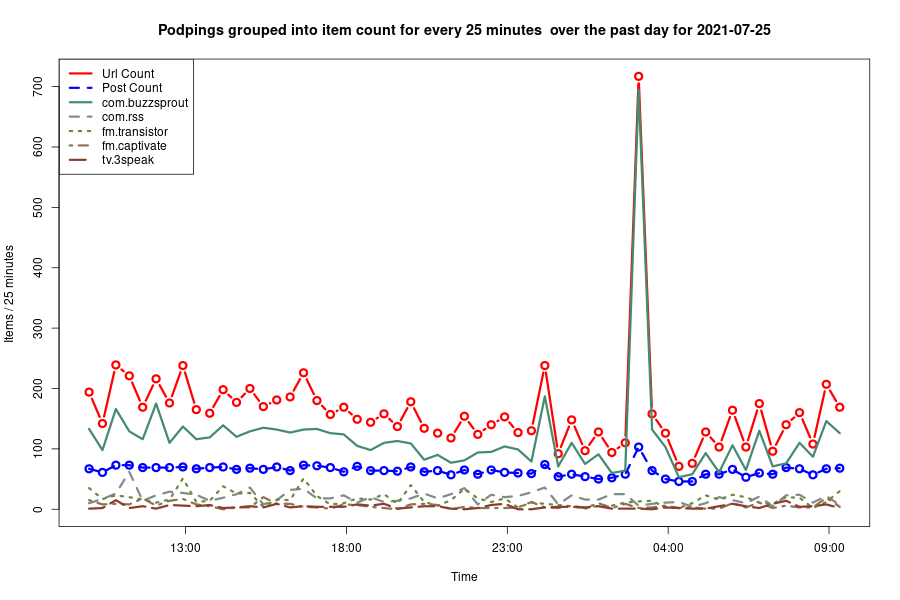 Podpings grouped into item count for every 25 minutes  over the past day for 2021-07-25
Url Count
Post Count
com.buzzsprout
com.rss
fm.transistor
fm.captivate
tv.3speak
Items / 25 minutes
700
600
500
400
300
200
100
0
13:00
18:00
23:00
04:00
09:00
Time